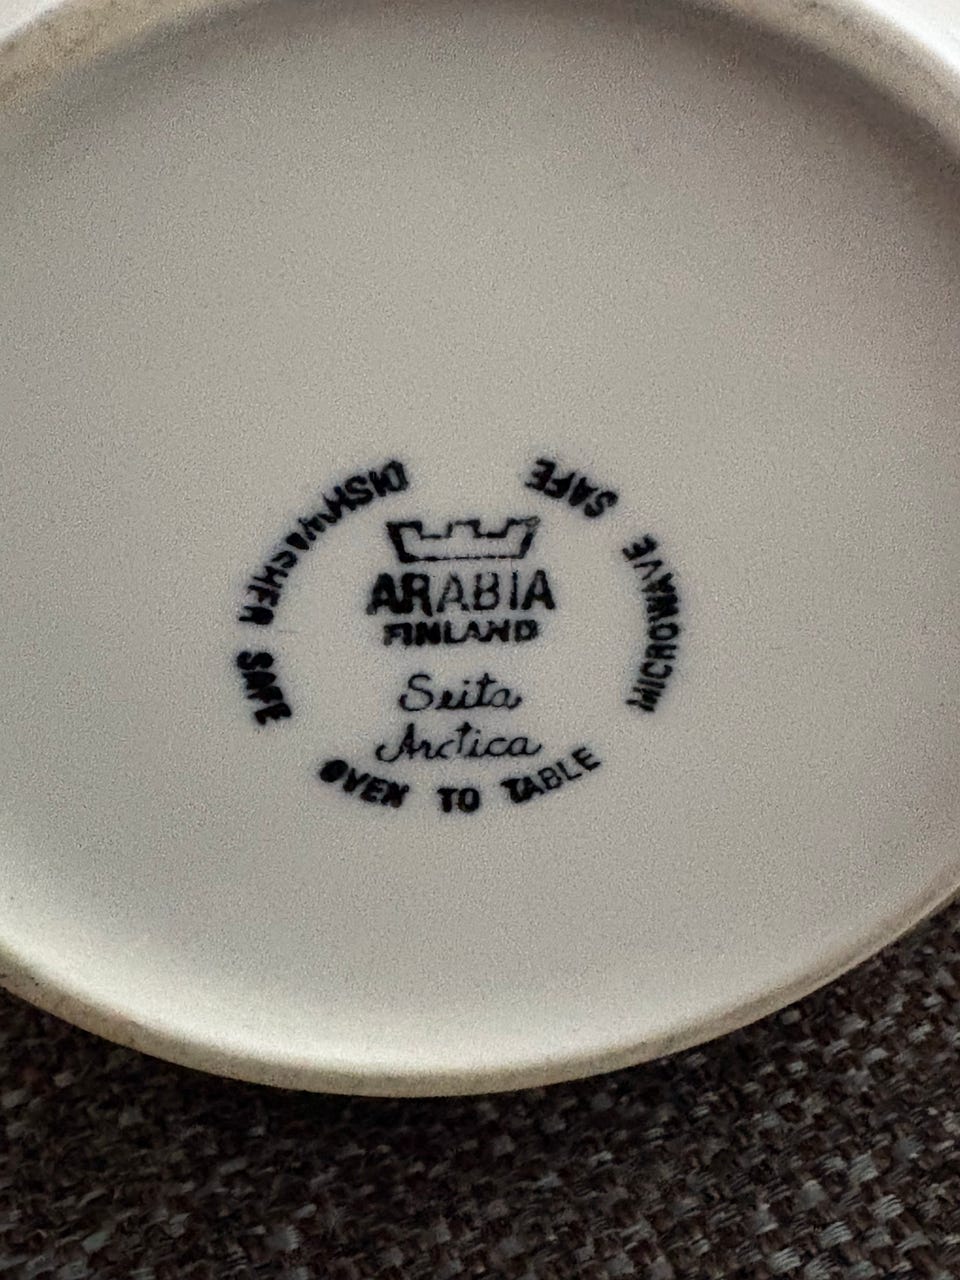 DISHWASHER SAFE
MICROWAVE SAFE
ARABIA
FINLAND
Seita
Arctica
OVEN TO TABLE